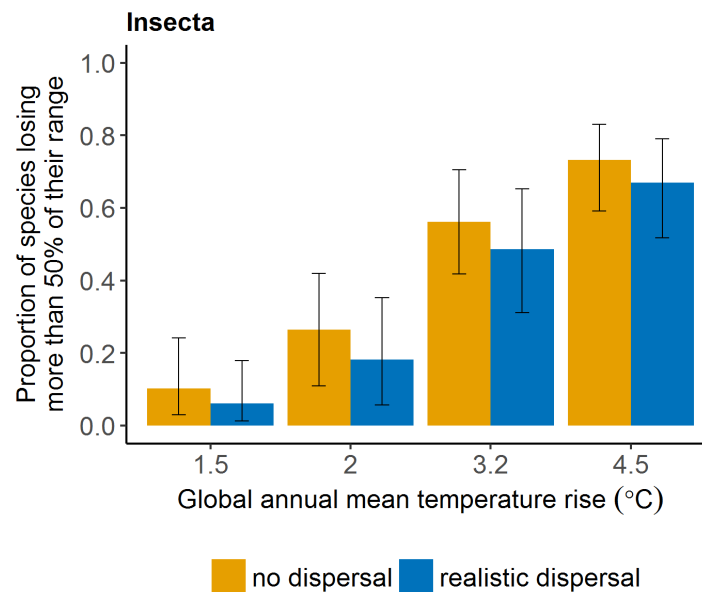 Insecta
Proportion of species losing
more than 50% of their range
1.0
0.8
0.6
0.4
0.2
0.0
1.5 2 3.2 4.5
Global annual mean temperature rise (°C)
no dispersal realistic dispersal